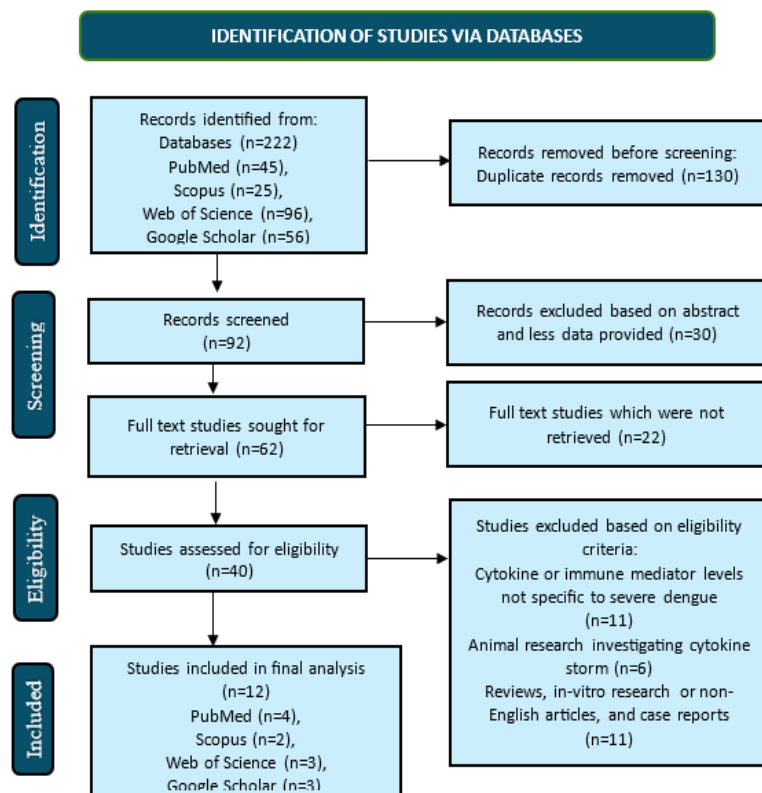 IDENTIFICATION OF STUDIES VIA DATABASES
Identification
Records identified from:
Databases (n=222)
PubMed (n=45),
Scopus (n=25),
Web of Science (n=96),
Google Scholar (n=56)
Records removed before screening:
Duplicate records removed (n=130)
Screening
Records screened
(n=92)
Records excluded based on abstract
and less data provided (n=30)
Full text studies sought for
retrieval (n=62)
Full text studies which were not
retrieved (n=22)
Eligibility
Studies assessed for eligibility
(n=40)
Studies excluded based on eligibility
criteria:
Cytokine or immune mediator levels
not specific to severe dengue
(n=11)
Animal research investigating cytokine
storm (n=6)
Reviews, in-vitro research or non-
English articles, and case reports
(n=11)
Included
Studies included in final analysis
(n=12)
PubMed (n=4),
Scopus (n=2),
Web of Science (n=3),
Google Scholar (n=3)